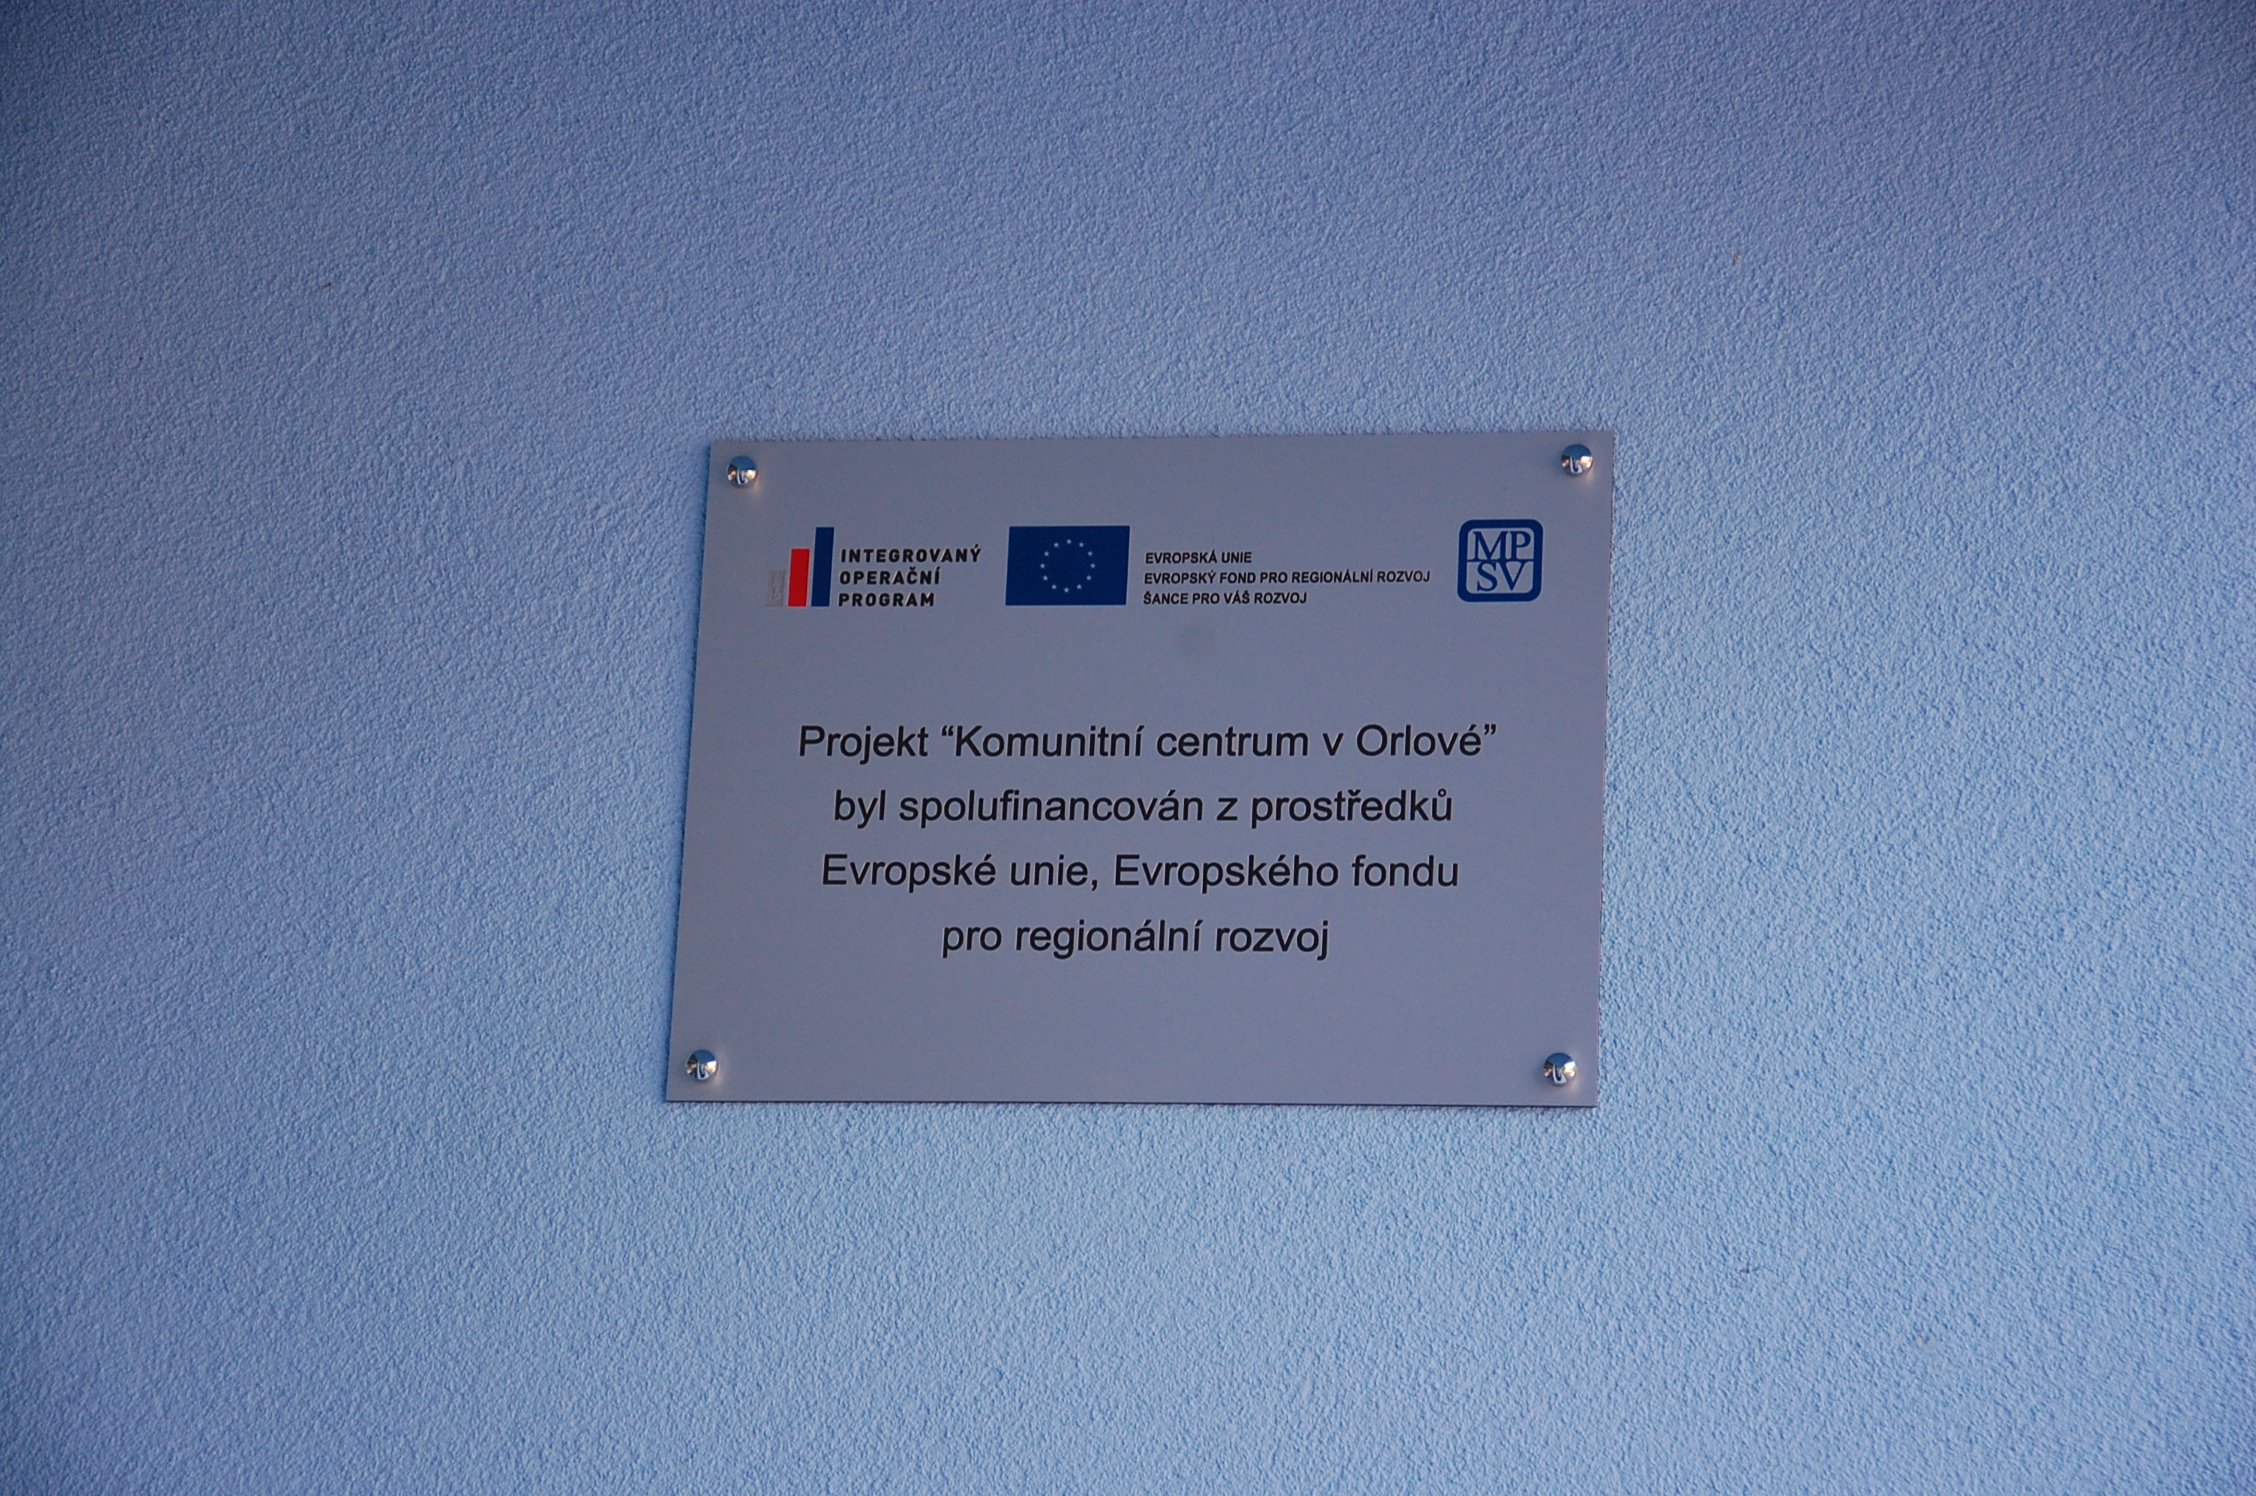 INTEGROVANÝ
OPERAČNÍ
PROGRAM
EVROPSKÁ UNIE
EVROPSKÝ FOND PRO REGIONÁLNÍ ROZVOJ
ŠANCE PRO VÁŠ ROZVOJ
MP
SV
Projekt “Komunitní centrum v Orlové”
byl spolufinancován z prostředků
Evropské unie, Evropského fondu
pro regionální rozvoj